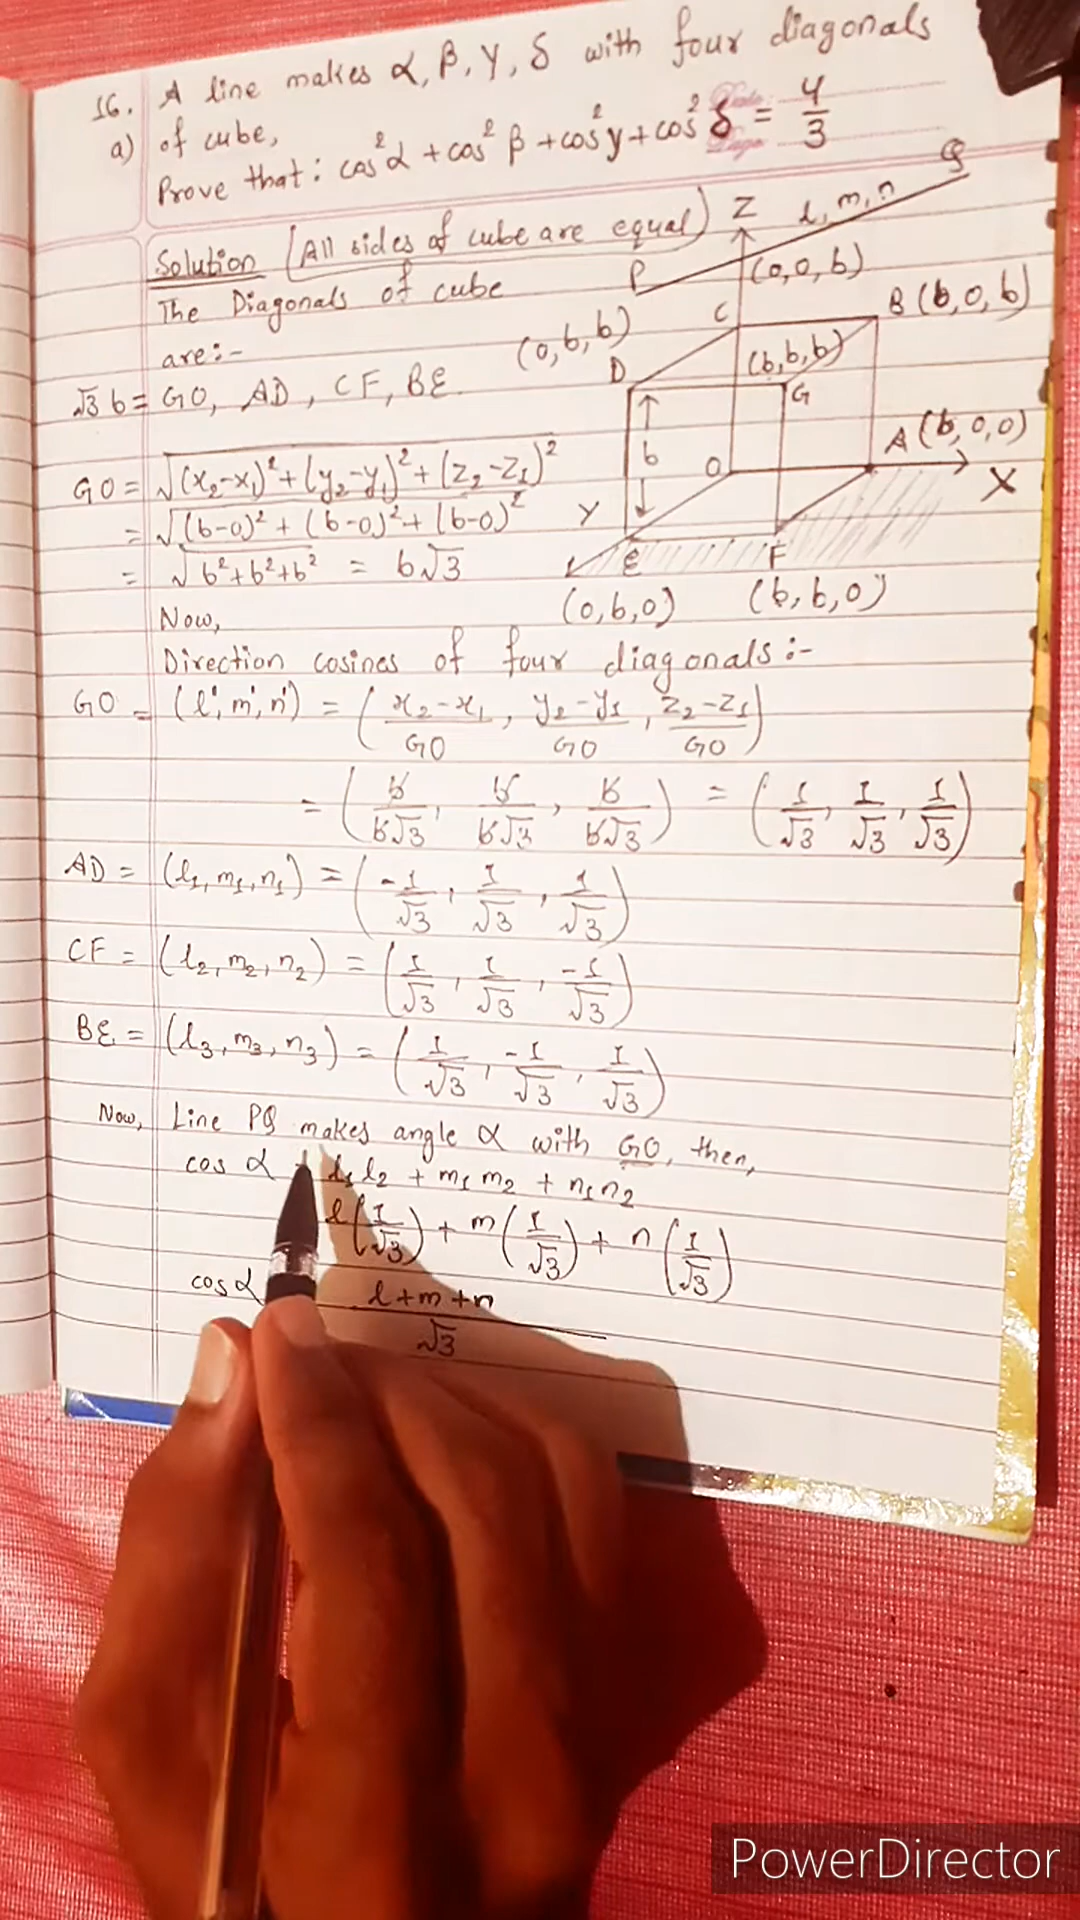 16. A line makes α, β, γ, δ with four diagonals
a) of cube,
Prove that: cos²α + cos²β + cos²γ + cos²δ = 4/3
Solution (All sides of cube are equal)
The Diagonals of cube
are:-
√3 b = GO, AD, CF, BE
Z
l, m, n
Q
P
(0,0,b)
C
B (b,0,b)
(0,b,b)
D
(b,b,b)
G
b
O
A (b,0,0)
X
Y
E
F
(0,b,0)
(b,b,0)
GO = √(x₂-x₁)² + (y₂-y₁)² + (z₂-z₁)²
= √(b-0)² + (b-0)² + (b-0)²
= √b²+b²+b² = b√3
Now,
Direction cosines of four diagonals:-
GO = (l', m', n') = (x₂-x₁/GO, y₂-y₁/GO, z₂-z₁/GO)
= (b/b√3, b/b√3, b/b√3) = (1/√3, 1/√3, 1/√3)
AD = (l₁, m₁, n₁) = (-1/√3, 1/√3, 1/√3)
CF = (l₂, m₂, n₂) = (1/√3, 1/√3, -1/√3)
BE = (l₃, m₃, n₃) = (1/√3, -1/√3, 1/√3)
Now, Line PQ makes angle α with GO, then,
cos α = l₁l₂ + m₁m₂ + n₁n₂
l(1/√3) + m(1/√3) + n(1/√3)
cosα l+m+n/√3
PowerDirector